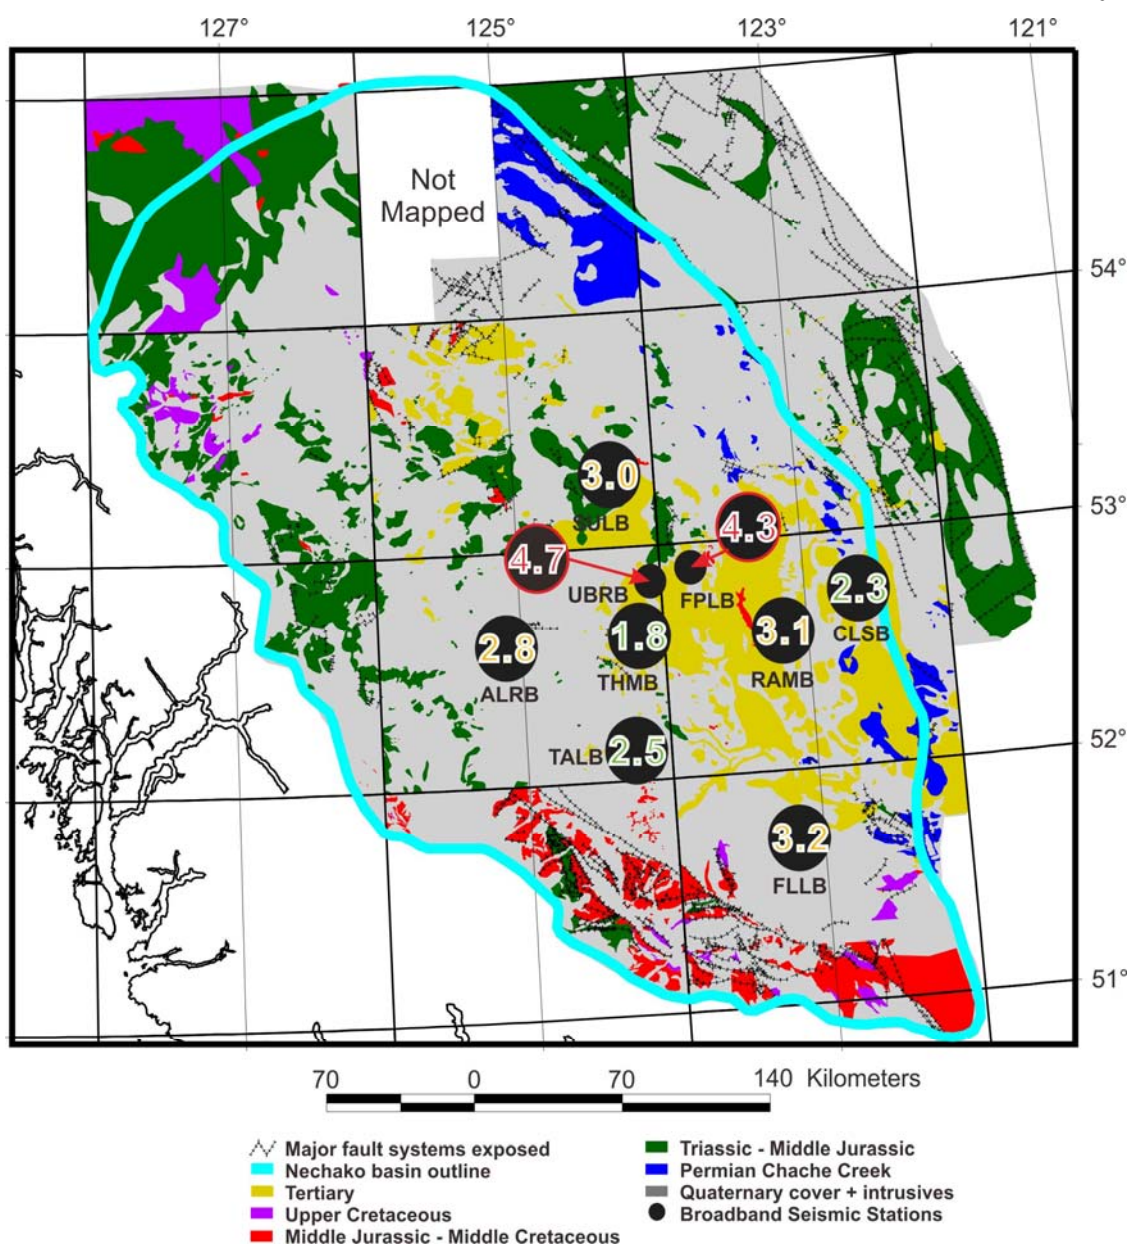 127° 125° 123° 121°
Not
Mapped
54°
3.0
SULB
53°
4.7
4.3
UBRB
FPLB
2.3
CLSB
2.8
ALRB
1.8
THMB
3.1
RAMB
TALB 2.5
52°
3.2
FLLB
51°
70 0 70 140 Kilometers
Major fault systems exposed
Nechako basin outline
Tertiary
Upper Cretaceous
Middle Jurassic - Middle Cretaceous
Triassic - Middle Jurassic
Permian Chache Creek
Quaternary cover + intrusives
Broadband Seismic Stations